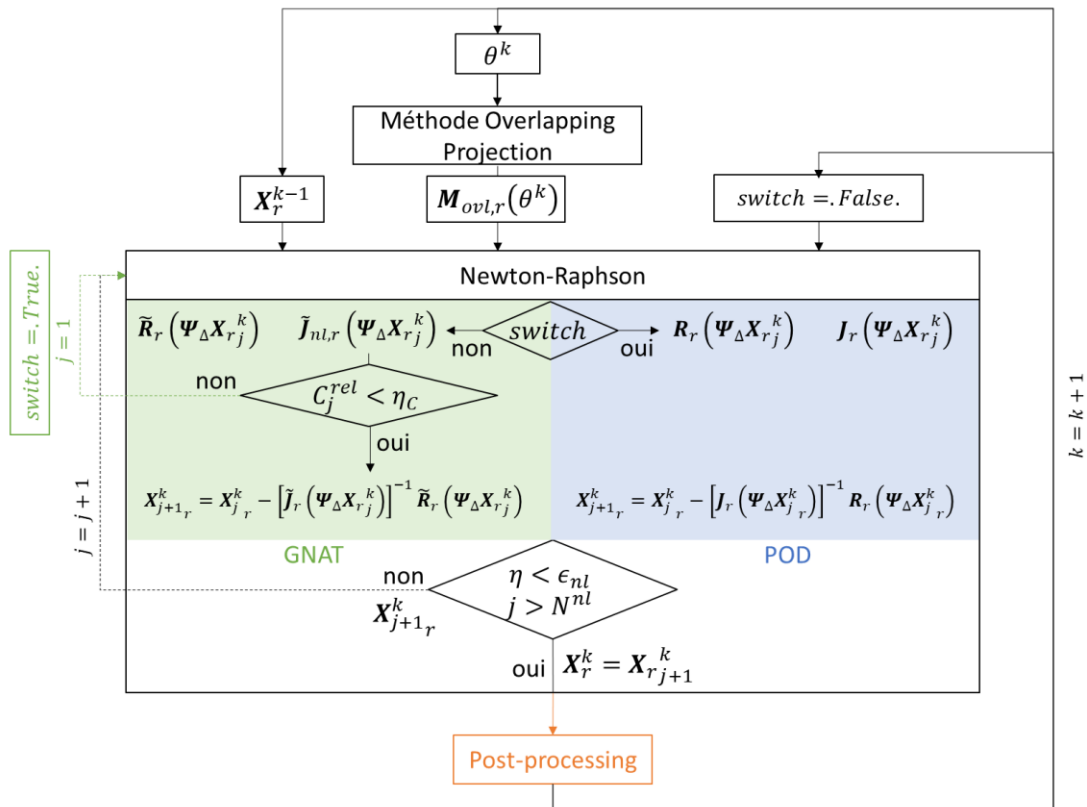 θ^k
Méthode Overlapping
Projection
X_r^{k−1}
M_{ovl,r}(θ^k)
switch =.False.
Newton-Raphson
switch =.True.
j = 1
R̃_r (Ψ_Δ X_{r_j}^k)
J̃_{nl,r} (Ψ_Δ X_{r_j}^k)
switch
non
oui
R_r (Ψ_Δ X_{r_j}^k)
J_r (Ψ_Δ X_{r_j}^k)
non
C_j^{rel} < η_C
oui
k = k + 1
j = j + 1
X_{j+1_r}^k = X_{j_r}^k − [J̃_r (Ψ_Δ X_{r_j}^k)]^{−1} R̃_r (Ψ_Δ X_{r_j}^k)
X_{j+1_r}^k = X_{j_r}^k − [J_r (Ψ_Δ X_{j_r}^k)]^{−1} R_r (Ψ_Δ X_{j_r}^k)
GNAT
POD
non
η < ϵ_{nl}
j > N^{nl}
X_{j+1_r}^k
oui
X_r^k = X_{r_{j+1}}^k
Post-processing